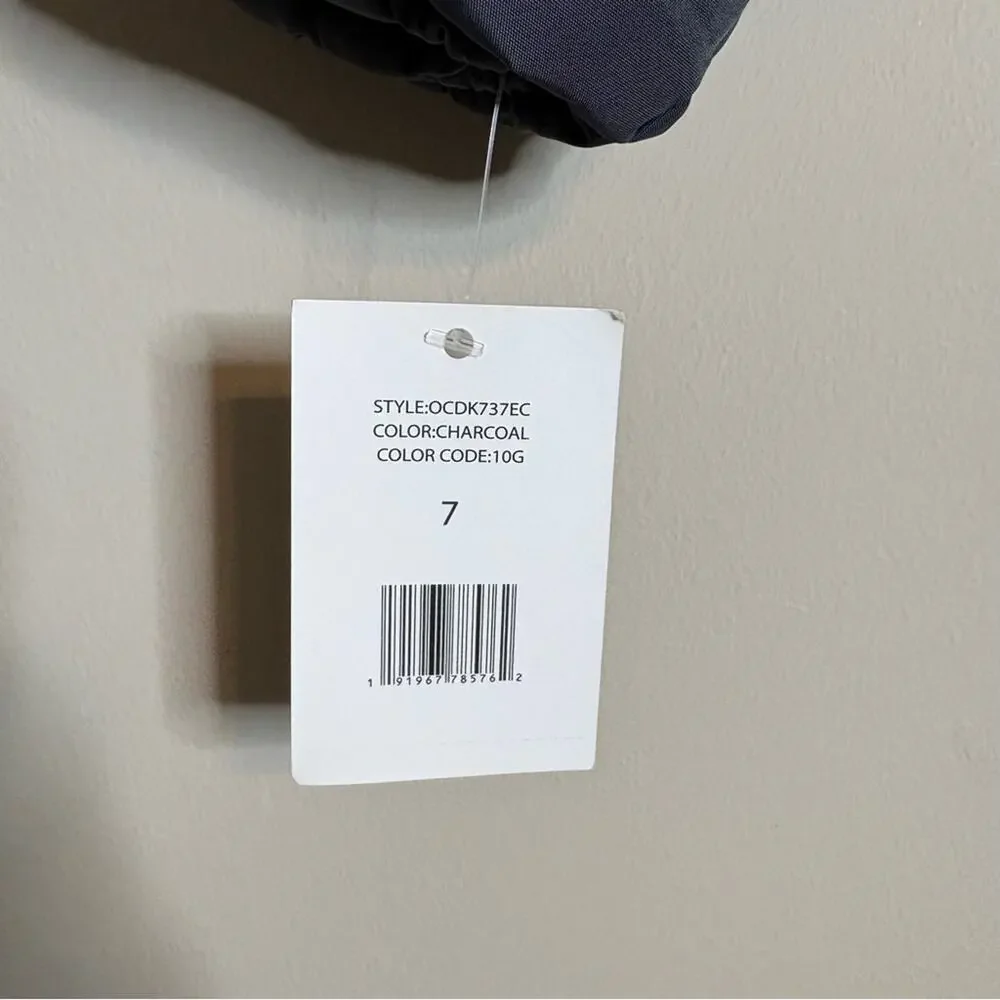 STYLE:OCDK737EC
COLOR:CHARCOAL
COLOR CODE:10G
7
1 91967 78576 2